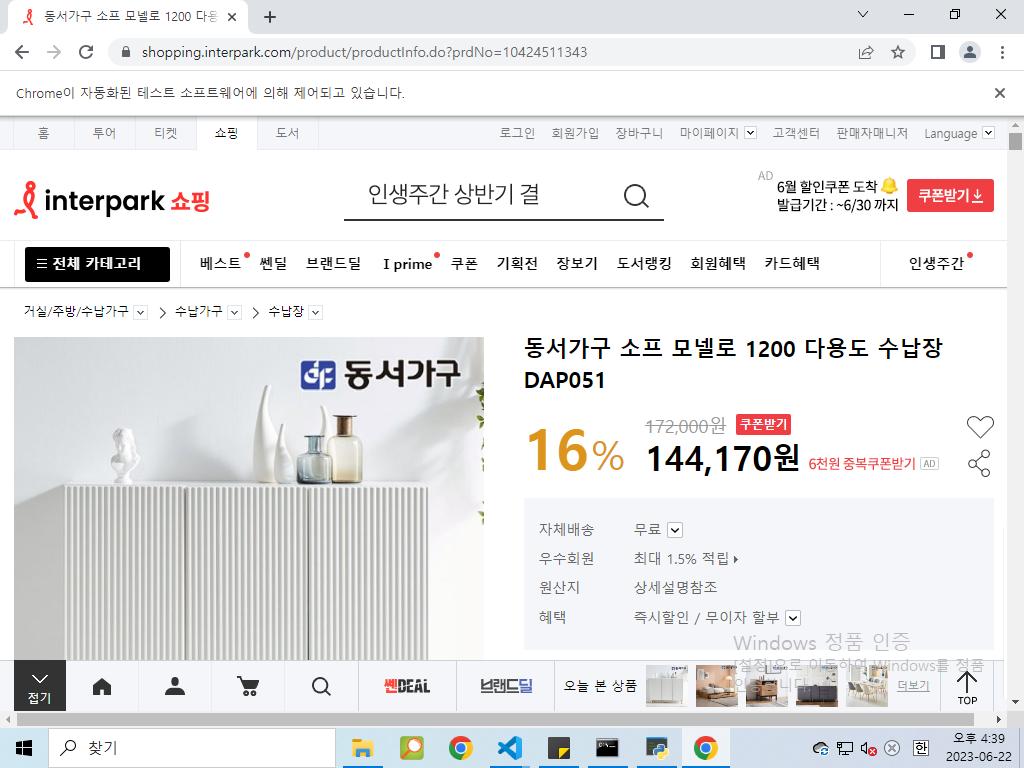 동서가구 소프 모넬로 1200 다용
shopping.interpark.com/product/productInfo.do?prdNo=10424511343
Chrome이 자동화된 테스트 소프트웨어에 의해 제어되고 있습니다.
홈 투어 티켓 쇼핑 도서 로그인 회원가입 장바구니 마이페이지 고객센터 판매자매니저 Language
interpark 쇼핑
인생주간 상반기 결
AD
6월 할인쿠폰 도착
발급기간 : ~6/30 까지
쿠폰받기
전체 카테고리 베스트 쎈딜 브랜드딜 I prime 쿠폰 기획전 장보기 도서랭킹 회원혜택 카드혜택 인생주간
거실/주방/수납가구 수납가구 수납장
동서가구
동서가구 소프 모넬로 1200 다용도 수납장
DAP051
16%
172,000원 쿠폰받기
144,170원 6천원 중복쿠폰받기 AD
자체배송 무료
우수회원 최대 1.5% 적립
원산지 상세설명참조
혜택 즉시할인 / 무이자 할부
Windows 정품 인증
[설정]으로 이동하여 Windows를 정품
접기
쎈DEAL
브랜드딜
오늘 본 상품
더보기
TOP
찾기
한
오후 4:39
2023-06-22